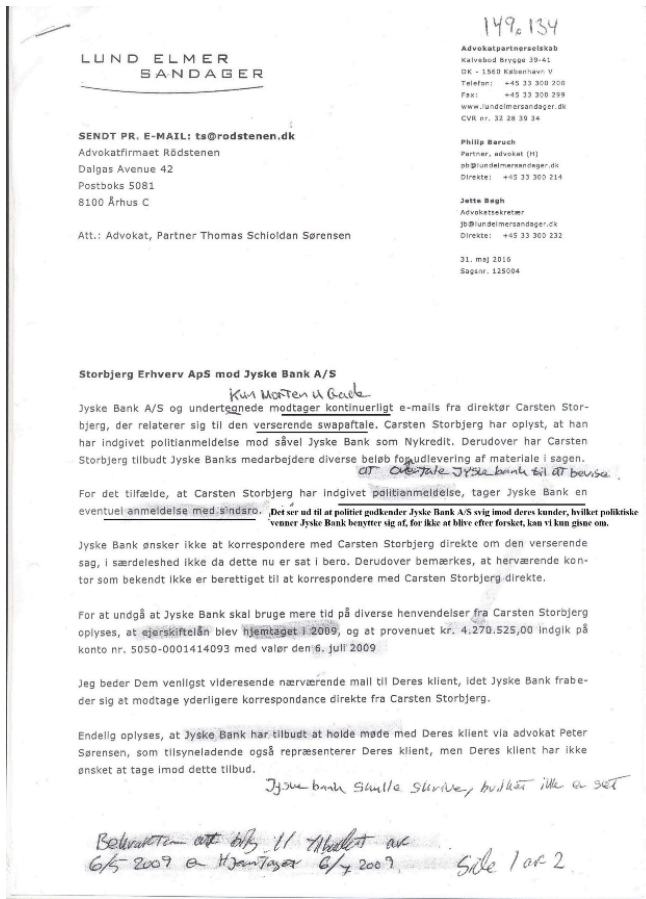 149. 134
LUND ELMER
SANDAGER
Advokatpartnerselskab
Kalvebod Brygge 39-41
DK - 1560 København V
Telefon: +45 33 300 200
Fax: +45 33 300 299
www.lundelmersandager.dk
CVR nr. 32 28 39 34
SENDT PR. E-MAIL: ts@rodstenen.dk
Advokatfirmaet Rödstenen
Dalgas Avenue 42
Postboks 5081
8100 Århus C
Att.: Advokat, Partner Thomas Schioldan Sørensen
Philip Baruch
Partner, advokat (H)
pb@lundelmersandager.dk
Direkte: +45 33 300 214
Jette Bøgh
Advokatsekretær
jb@lundelmersandager.dk
Direkte: +45 33 300 232
31. maj 2016
Sagsnr. 125004
Storbjerg Erhverv ApS mod Jyske Bank A/S
Kun Morten U Gade
Jyske Bank A/S og undertegnede modtager kontinuerligt e-mails fra direktør Carsten Stor-
bjerg, der relaterer sig til den verserende swapaftale. Carsten Storbjerg har oplyst, at han
har indgivet politianmeldelse mod såvel Jyske Bank som Nykredit. Derudover har Carsten
Storbjerg tilbudt Jyske Banks medarbejdere diverse beløb for udlevering af materiale i sagen.
at overtale Jyske bank til at bevise
For det tilfælde, at Carsten Storbjerg har indgivet politianmeldelse, tager Jyske Bank en
eventuel anmeldelse med sindsro.
Det ser ud til at politiet godkender Jyske Bank A/S svig imod deres kunder, hvilket politiske
venner Jyske Bank benytter sig af, for ikke at blive efter forsket, kan vi kun gisne om.
Jyske Bank ønsker ikke at korrespondere med Carsten Storbjerg direkte om den verserende
sag, i særdeleshed ikke da dette nu er sat i bero. Derudover bemærkes, at herværende kon-
tor som bekendt ikke er berettiget til at korrespondere med Carsten Storbjerg direkte.
For at undgå at Jyske Bank skal bruge mere tid på diverse henvendelser fra Carsten Storbjerg
oplyses, at ejerskiftelån blev hjemtaget i 2009, og at provenuet kr. 4.270.525,00 indgik på
konto nr. 5050-0001414093 med valør den 6. juli 2009
Jeg beder Dem venligst videresende nærværende mail til Deres klient, idet Jyske Bank frabe-
der sig at modtage yderligere korrespondance direkte fra Carsten Storbjerg.
Endelig oplyses, at Jyske Bank har tilbudt at holde møde med Deres klient via advokat Peter
Sørensen, som tilsyneladende også repræsenterer Deres klient, men Deres klient har ikke
ønsket at tage imod dette tilbud.
Jyske bank skulle skrive, hvilket ikke er set
af
6/5 2009 er Hjemtaget 6/7 2009.
Side 1 av 2